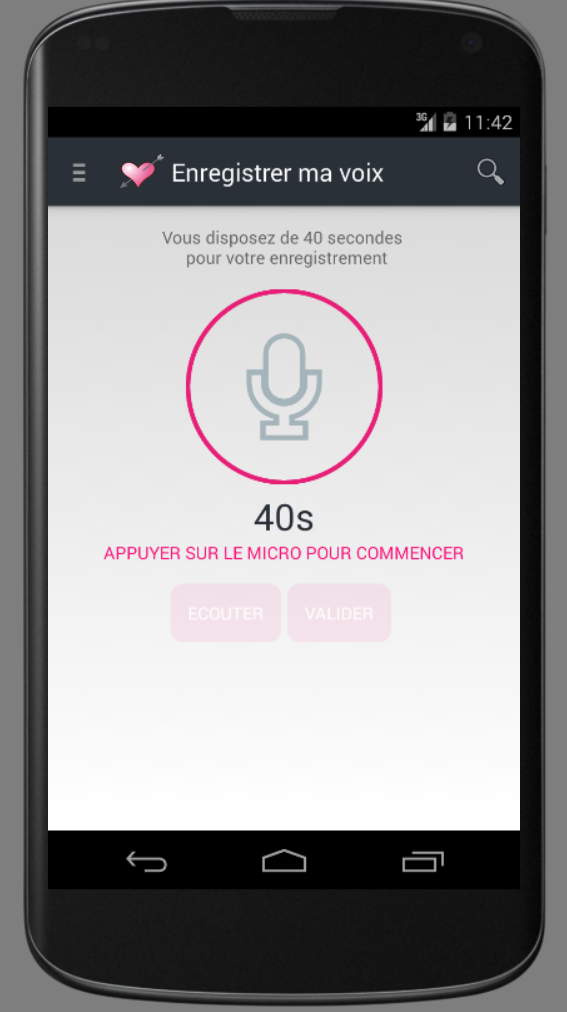 3G 11:42
Enregistrer ma voix
Vous disposez de 40 secondes
pour votre enregistrement
40s
APPUYER SUR LE MICRO POUR COMMENCER
ECOUTER VALIDER